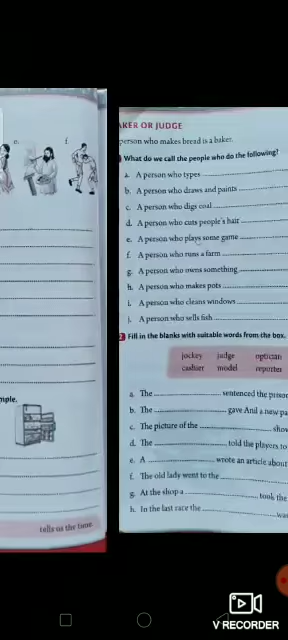 e.
f.
mple.
tells us the time.
AKER OR JUDGE
person who makes bread is a baker.
What do we call the people who do the following?
a. A person who types
b. A person who draws and paints
c. A person who digs coal
d. A person who cuts people's hair
e. A person who plays some game
f. A person who runs a farm
g. A person who owns something
h. A person who makes pots
i. A person who cleans windows
j. A person who sells fish
2 Fill in the blanks with suitable words from the box.
jockey judge optician
cashier model reporter
a. The sentenced the prison
b. The gave Anil a new pa
c. The picture of the show
d. The told the players to
e. A wrote an article about
f. The old lady went to the
g. At the shop a took the
h. In the last race the was
V RECORDER